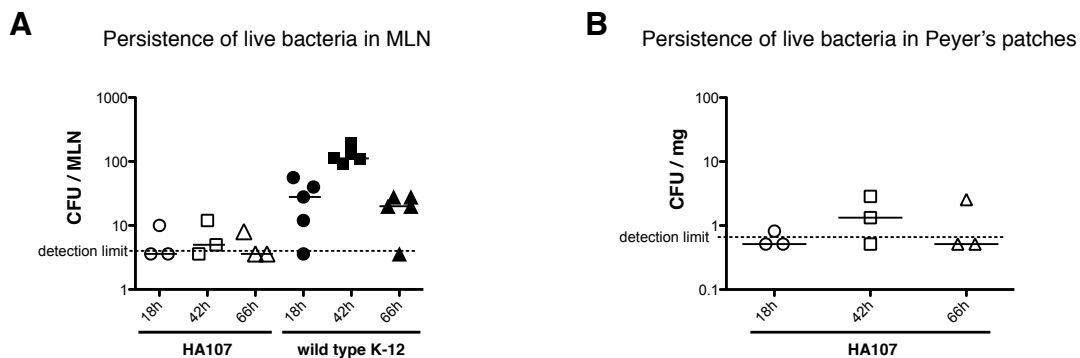 A
Persistence of live bacteria in MLN
CFU / MLN
1000
100
10
detection limit
1
18h 42h 66h 18h 42h 66h
HA107 wild type K-12
B
Persistence of live bacteria in Peyer's patches
CFU / mg
100
10
1
detection limit
0.1
18h 42h 66h
HA107